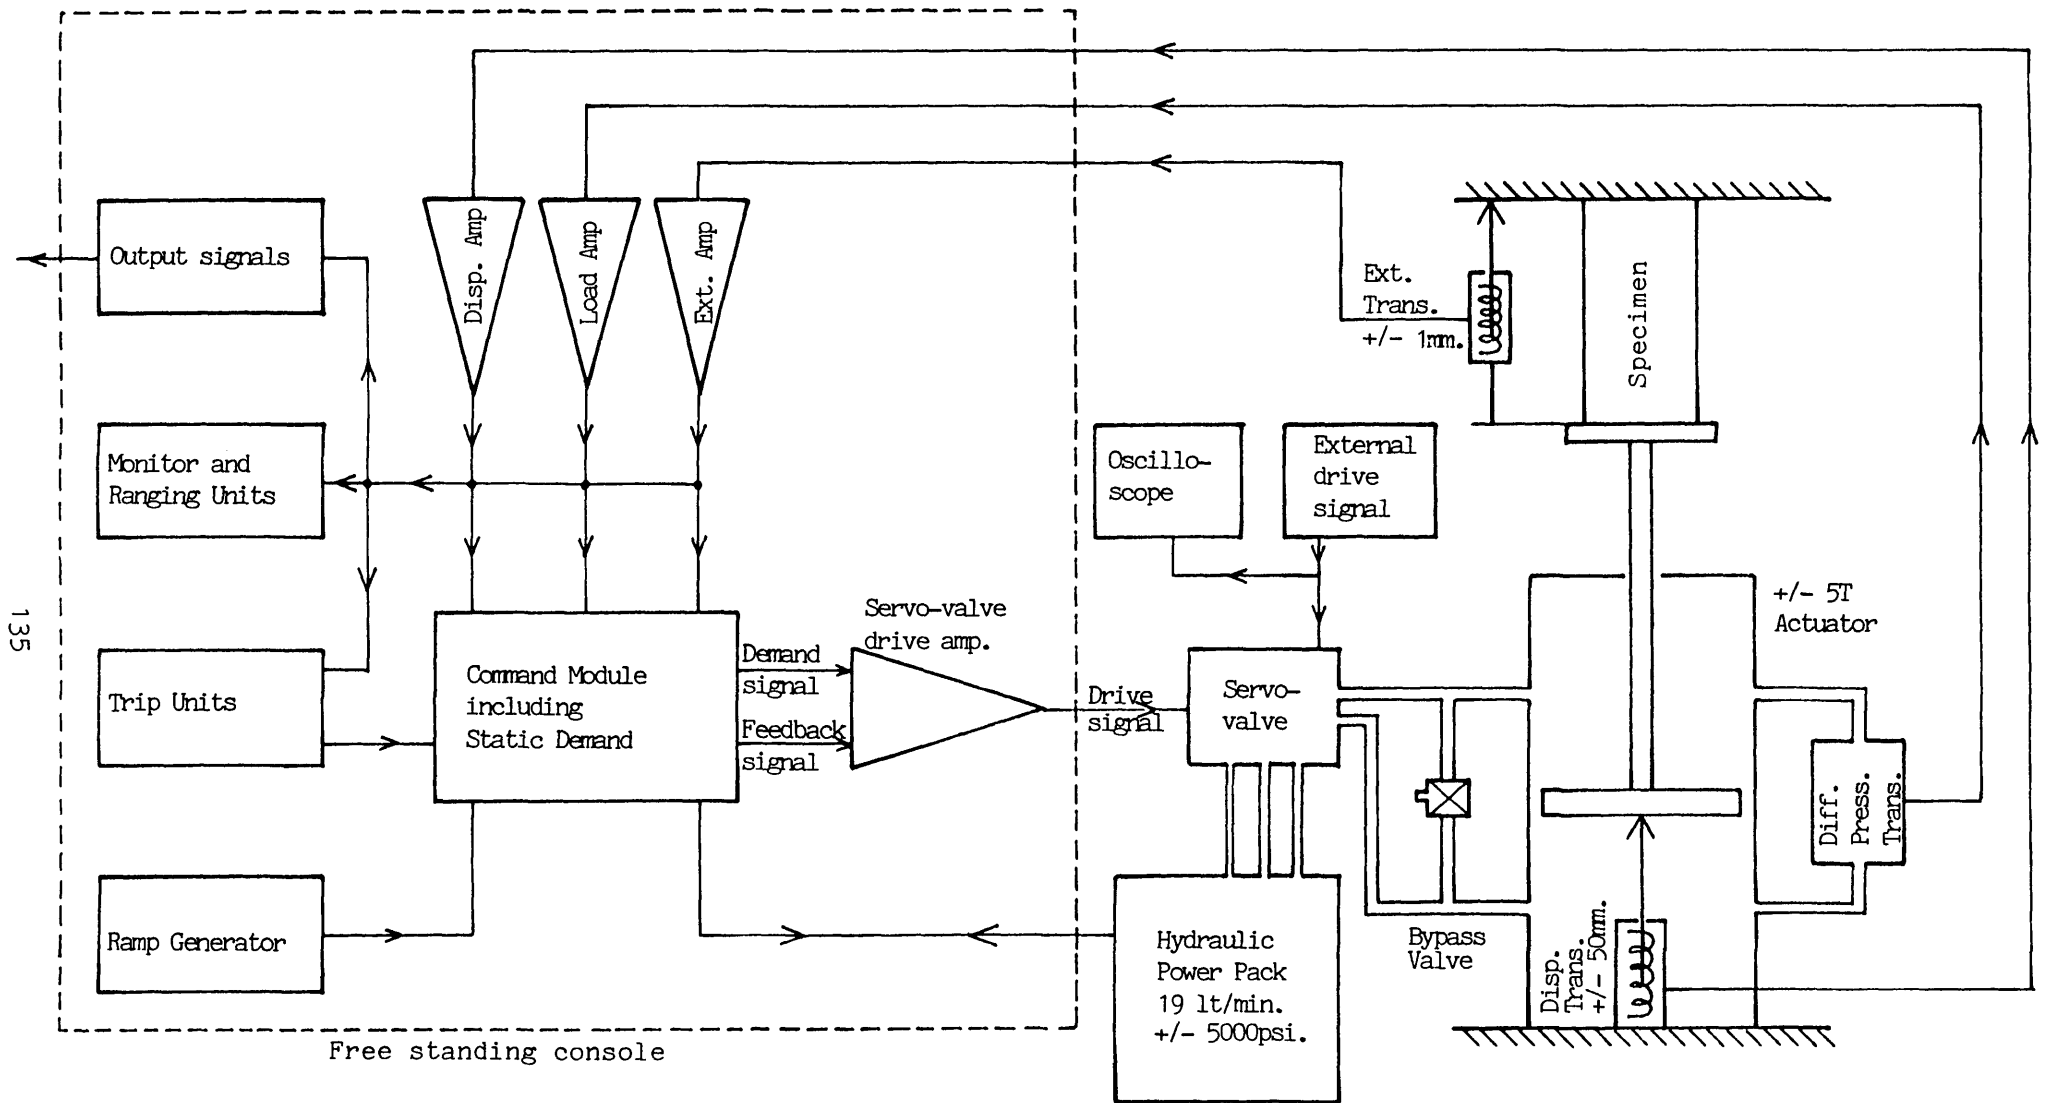 Output signals
Disp. Amp
Load Amp
Ext. Amp
Ext.
Trans.
+/- 1mm.
Specimen
Monitor and
Ranging Units
Oscillo-
scope
External
drive
signal
135
Trip Units
Command Module
including
Static Demand
Demand
signal
Feedback
signal
Servo-valve
drive amp.
Drive
signal
Servo-
valve
+/- 5T
Actuator
Diff.
Press.
Trans.
Ramp Generator
Hydraulic
Power Pack
19 lt/min.
+/- 5000psi.
Bypass
Valve
Disp.
Trans.
+/- 50mm.
Free standing console